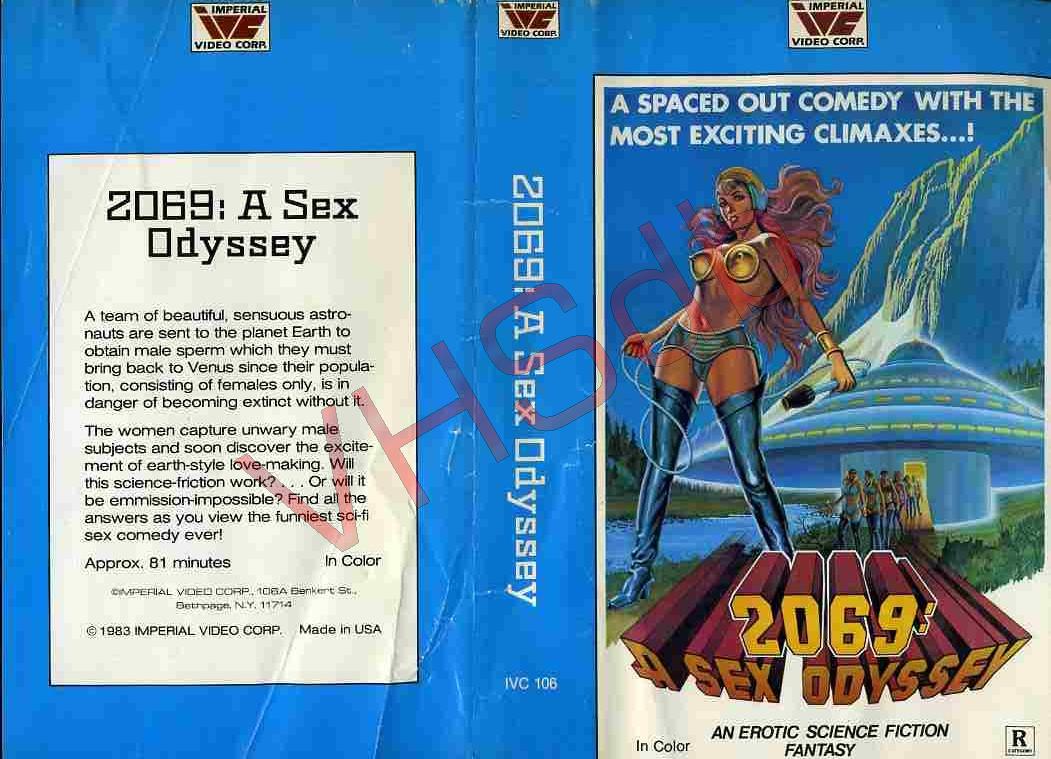 IMPERIAL
IVC
VIDEO CORP.
2069: A Sex
Odyssey
A team of beautiful, sensuous astro-
nauts are sent to the planet Earth to
obtain male sperm which they must
bring back to Venus since their popula-
tion, consisting of females only, is in
danger of becoming extinct without it.
The women capture unwary male
subjects and soon discover the excite-
ment of earth-style love-making. Will
this science-friction work? . . . Or will it
be emmission-impossible? Find all the
answers as you view the funniest sci-fi
sex comedy ever!
Approx. 81 minutes In Color
©IMPERIAL VIDEO CORP., 106A Benkert St.,
Bethpage, N.Y. 11714
© 1983 IMPERIAL VIDEO CORP. Made in USA
IMPERIAL
IVC
VIDEO CORP.
2069: A Sex Odyssey
IVC 106
IMPERIAL
IVC
VIDEO CORP.
A SPACED OUT COMEDY WITH THE
MOST EXCITING CLIMAXES...!
2069:
A SEX ODYSSEY
In Color
AN EROTIC SCIENCE FICTION
FANTASY
R
VHSdb